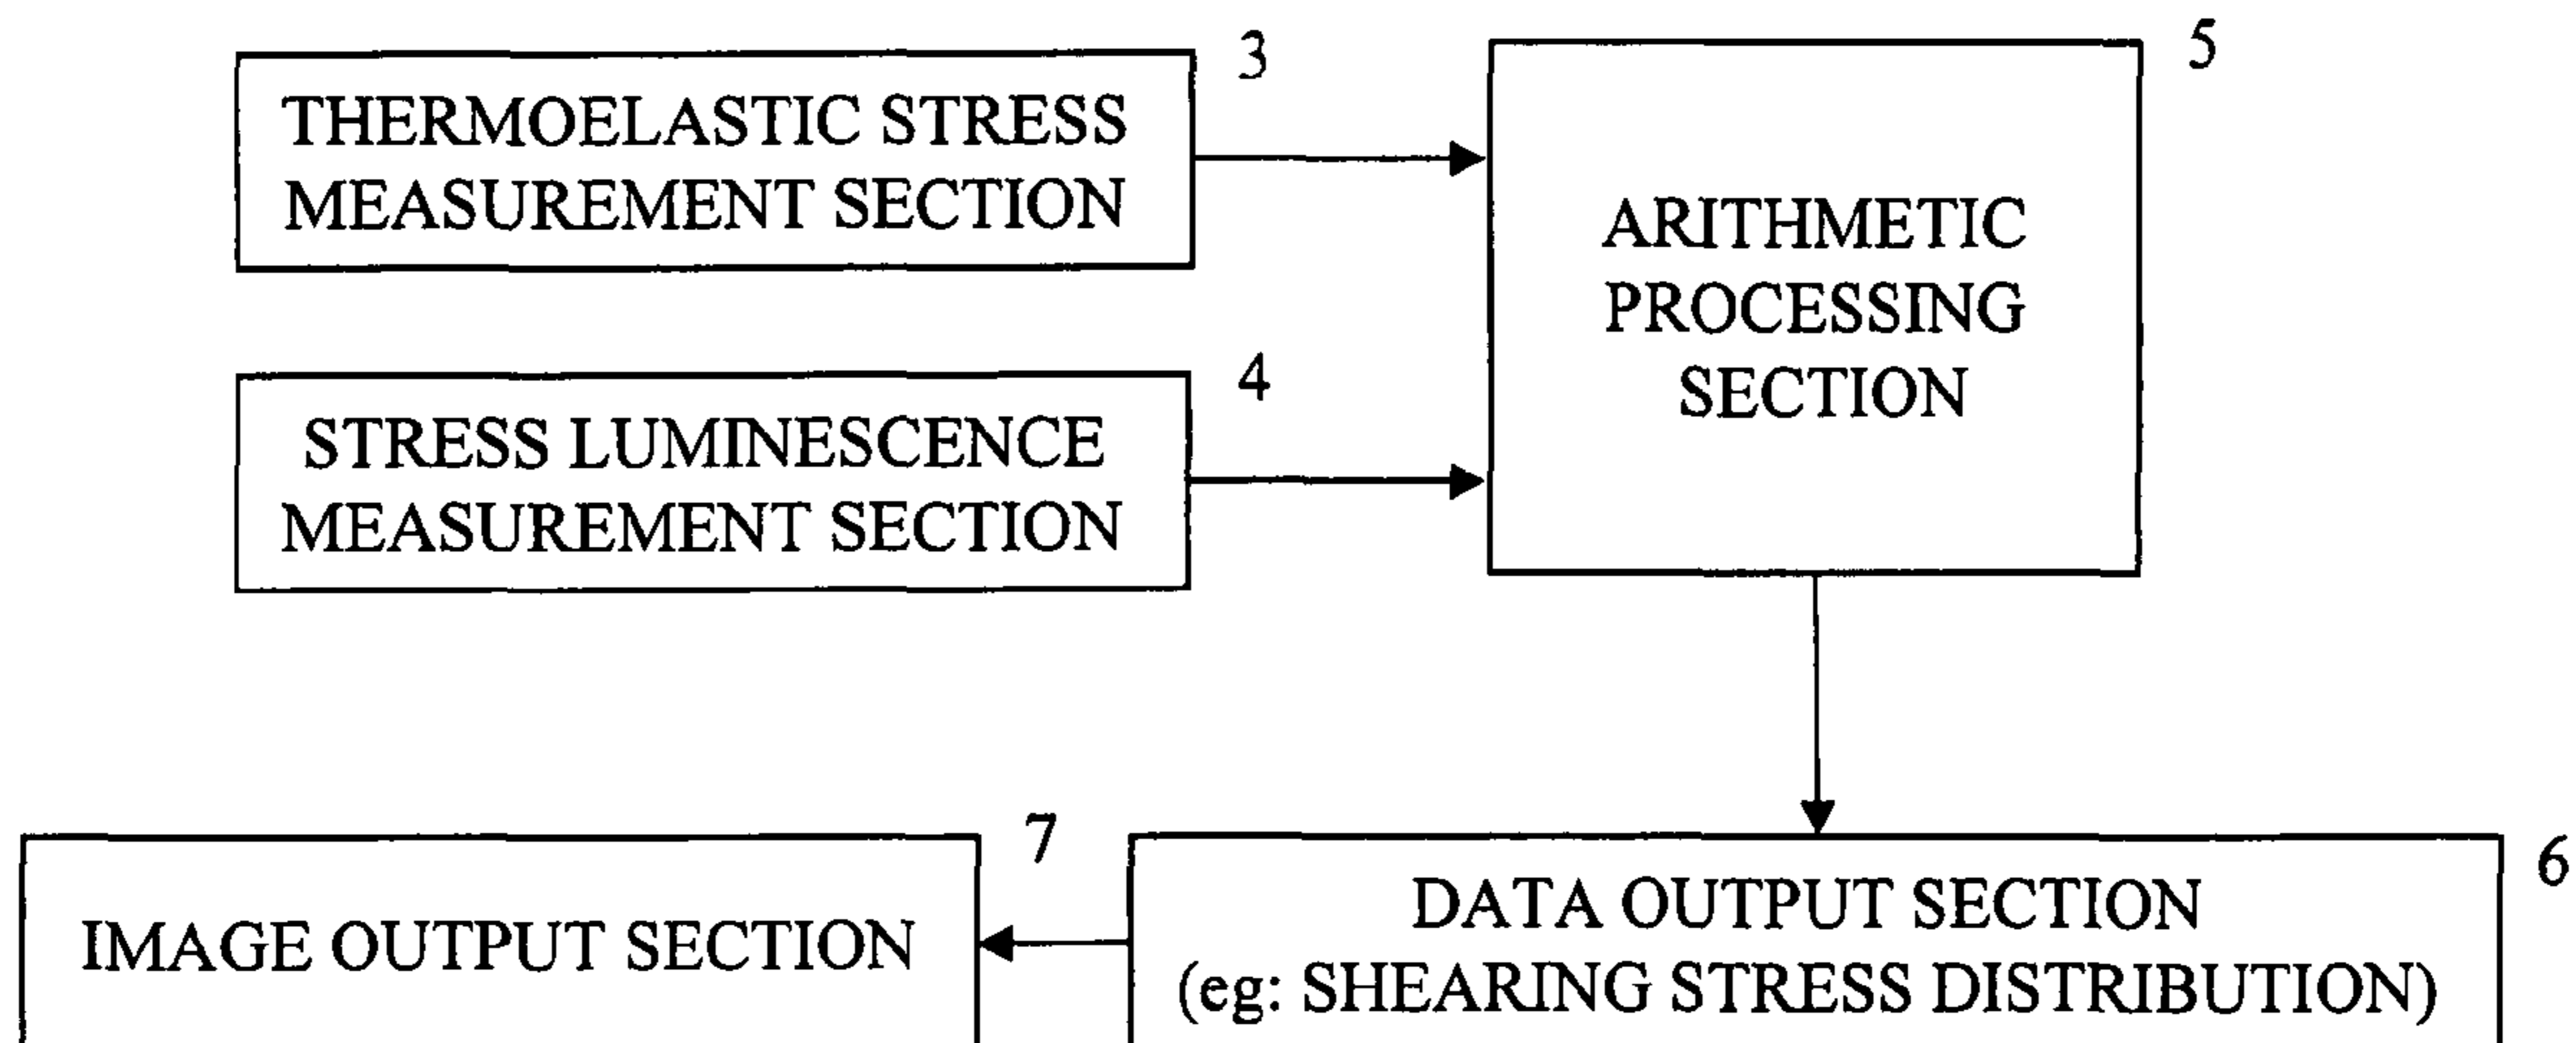 3
THERMOELASTIC STRESS
MEASUREMENT SECTION
5
ARITHMETIC
PROCESSING
SECTION
4
STRESS LUMINESCENCE
MEASUREMENT SECTION
7
IMAGE OUTPUT SECTION
6
DATA OUTPUT SECTION
(eg: SHEARING STRESS DISTRIBUTION)